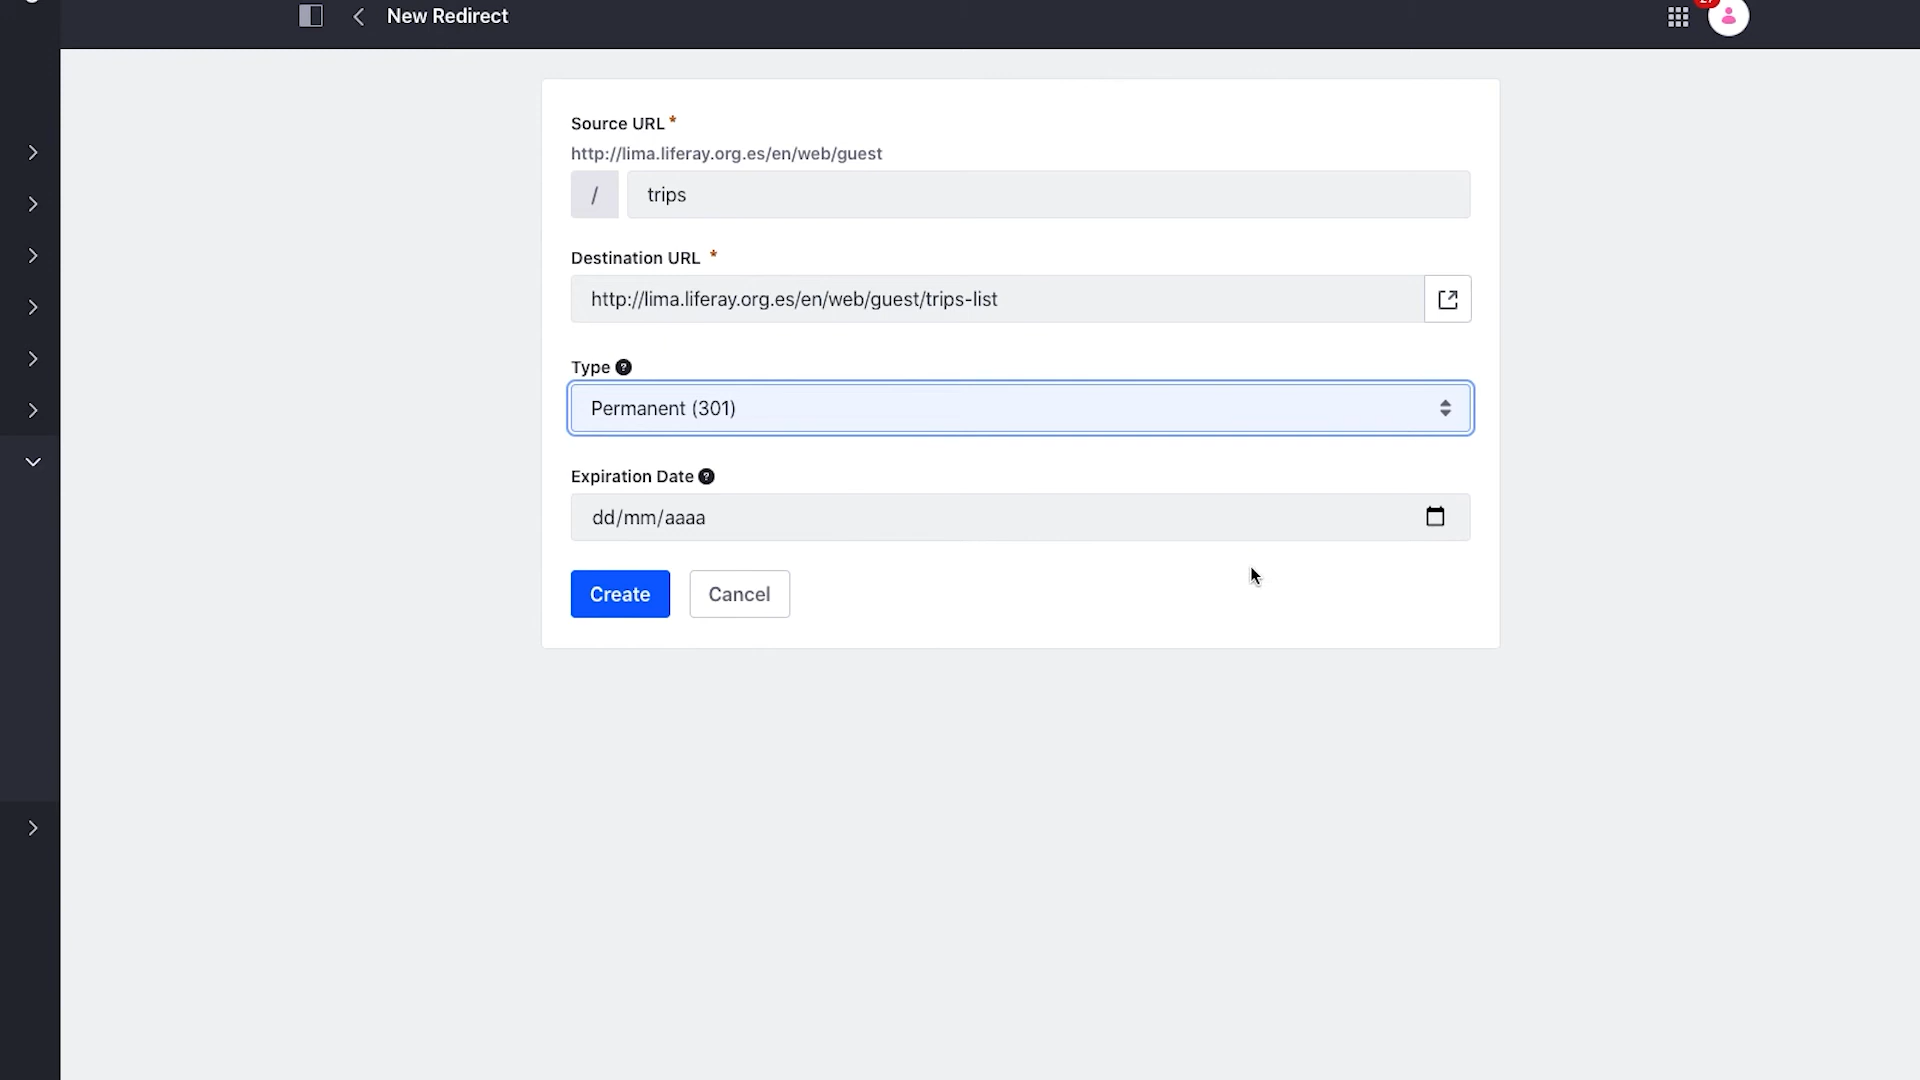 New Redirect
Source URL *
http://lima.liferay.org.es/en/web/guest
/ trips
Destination URL *
http://lima.liferay.org.es/en/web/guest/trips-list
Type ?
Permanent (301)
Expiration Date ?
dd/mm/aaaa
Create Cancel